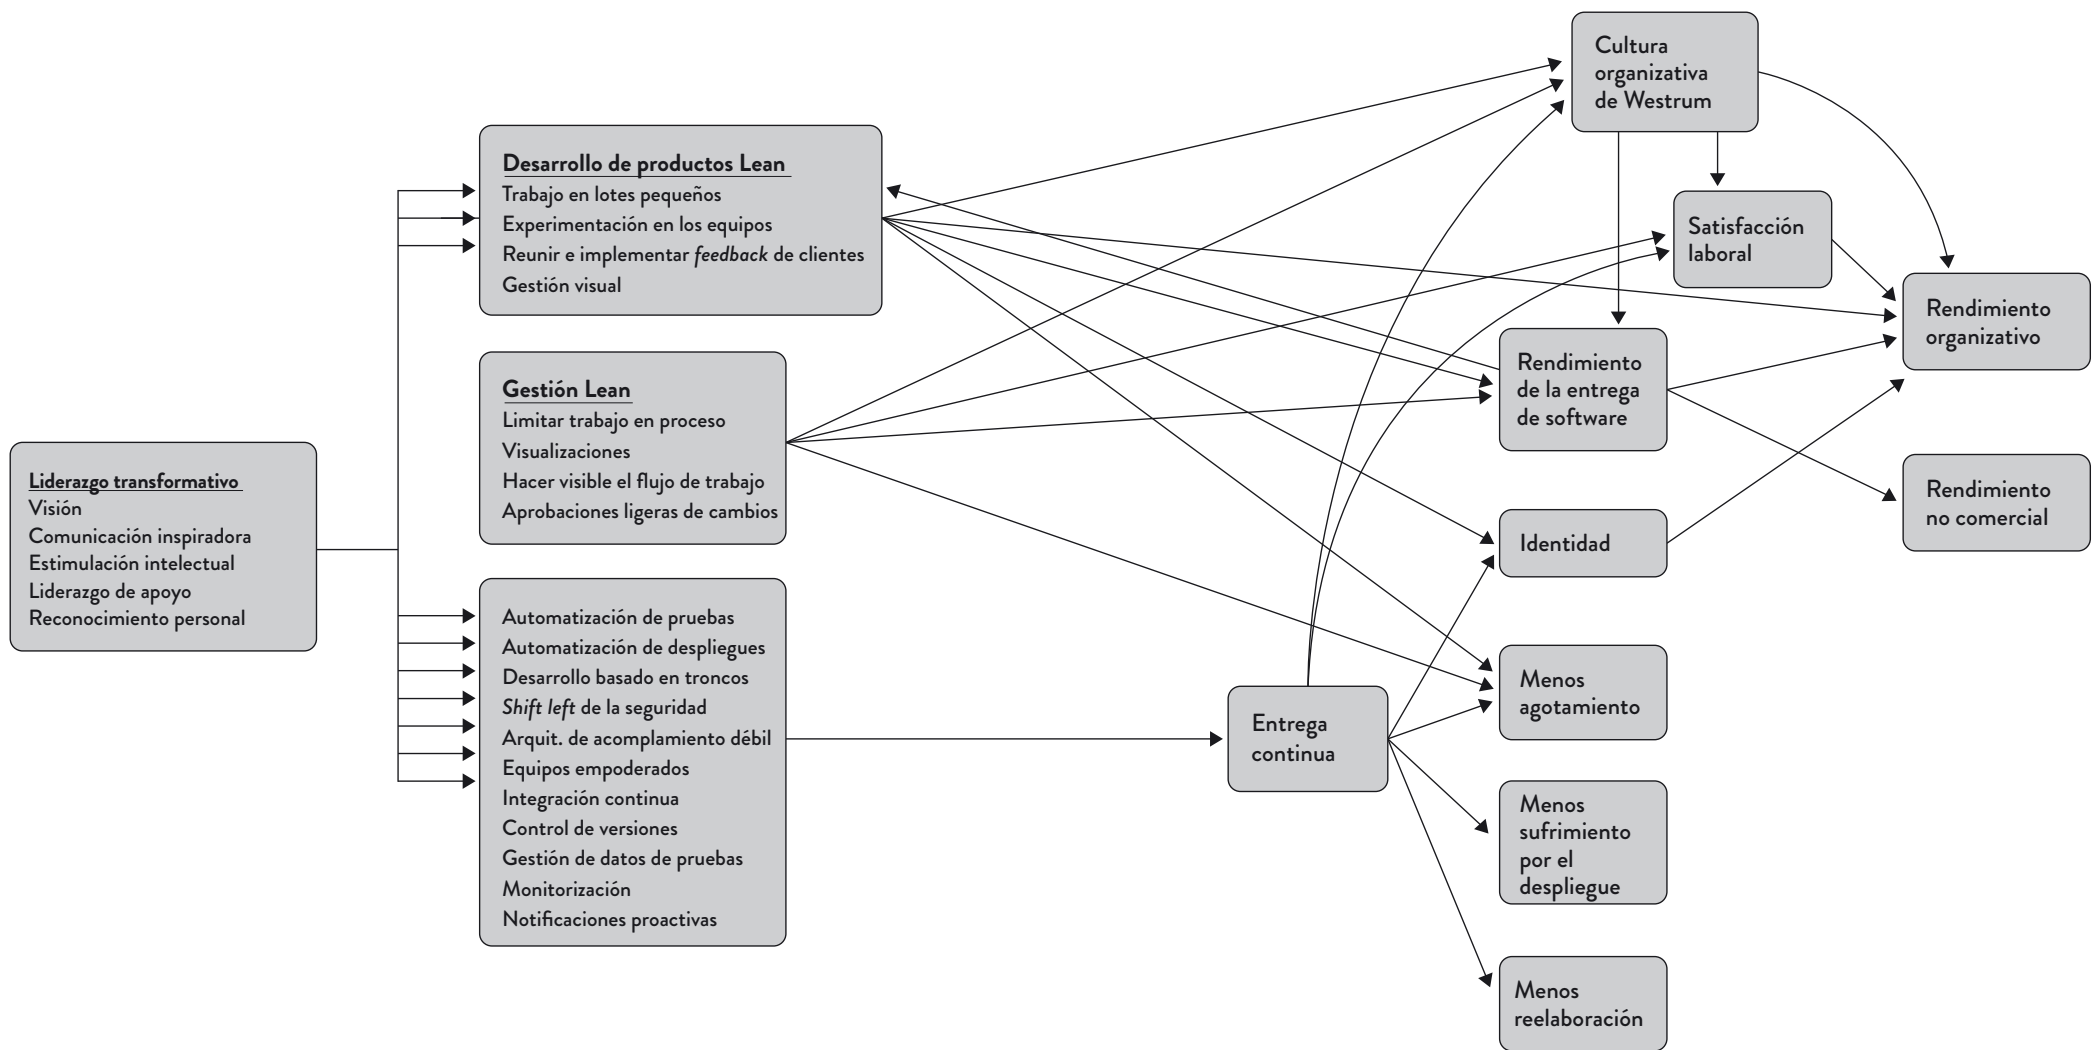 Liderazgo transformativo
Visión
Comunicación inspiradora
Estimulación intelectual
Liderazgo de apoyo
Reconocimiento personal
Desarrollo de productos Lean
Trabajo en lotes pequeños
Experimentación en los equipos
Reunir e implementar feedback de clientes
Gestión visual
Gestión Lean
Limitar trabajo en proceso
Visualizaciones
Hacer visible el flujo de trabajo
Aprobaciones ligeras de cambios
Automatización de pruebas
Automatización de despliegues
Desarrollo basado en troncos
Shift left de la seguridad
Arquit. de acomplamiento débil
Equipos empoderados
Integración continua
Control de versiones
Gestión de datos de pruebas
Monitorización
Notificaciones proactivas
Entrega
continua
Cultura
organizativa
de Westrum
Satisfacción
laboral
Rendimiento
de la entrega
de software
Identidad
Menos
agotamiento
Menos
sufrimiento
por el
despliegue
Menos
reelaboración
Rendimiento
organizativo
Rendimiento
no comercial